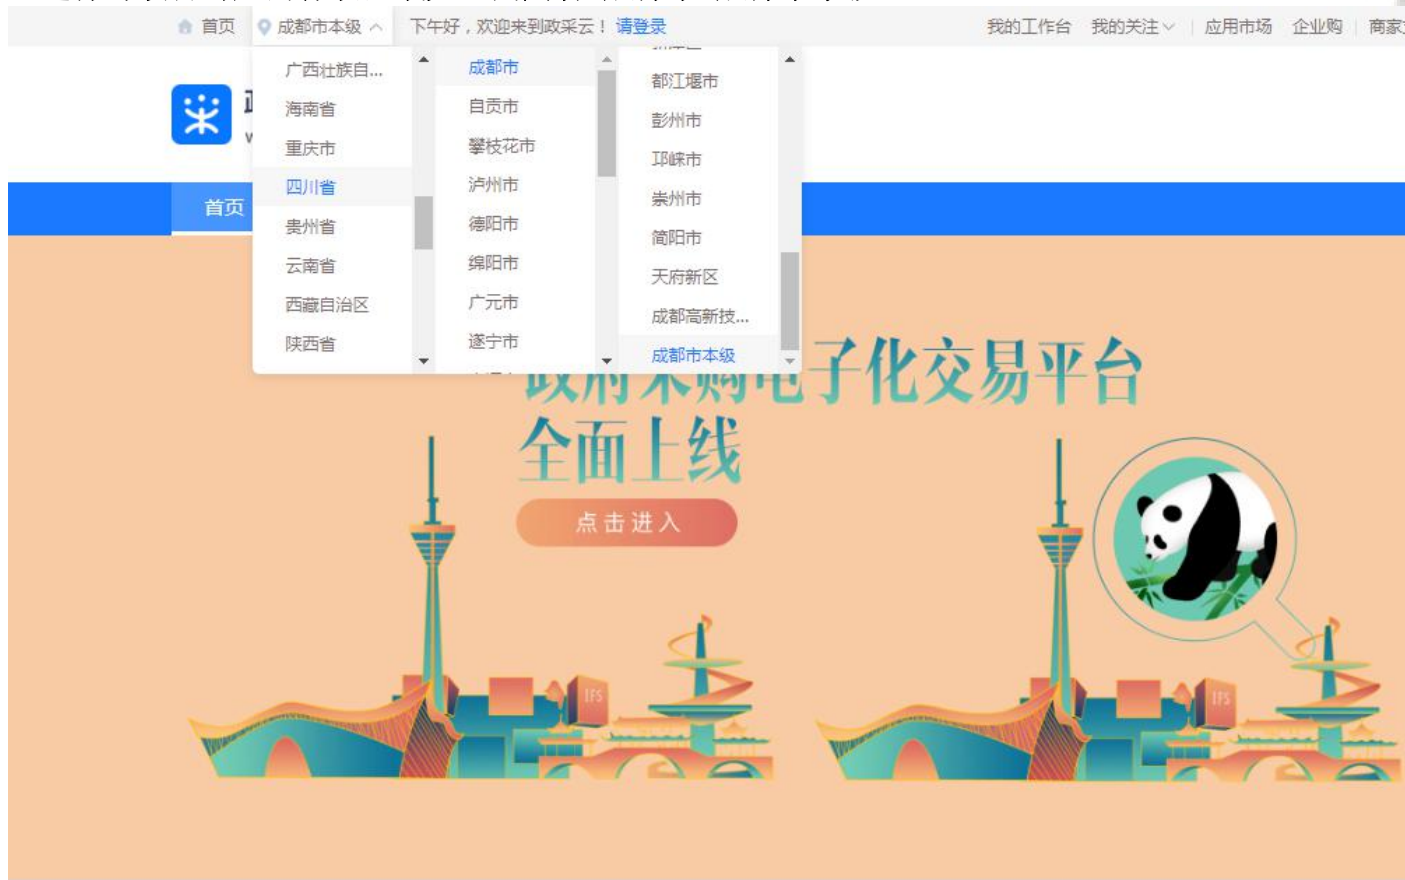 首页 成都市本级 下午好，欢迎来到政采云！请登录 我的工作台 我的关注 应用市场 企业购 商家
广西壮族自...
海南省
重庆市
四川省
贵州省
云南省
西藏自治区
陕西省
成都市
自贡市
攀枝花市
泸州市
德阳市
绵阳市
广元市
遂宁市
都江堰市
彭州市
邛崃市
崇州市
简阳市
天府新区
成都高新技...
成都市本级
首页
政府采购电子化交易平台
全面上线
点击进入
IFS
IFS